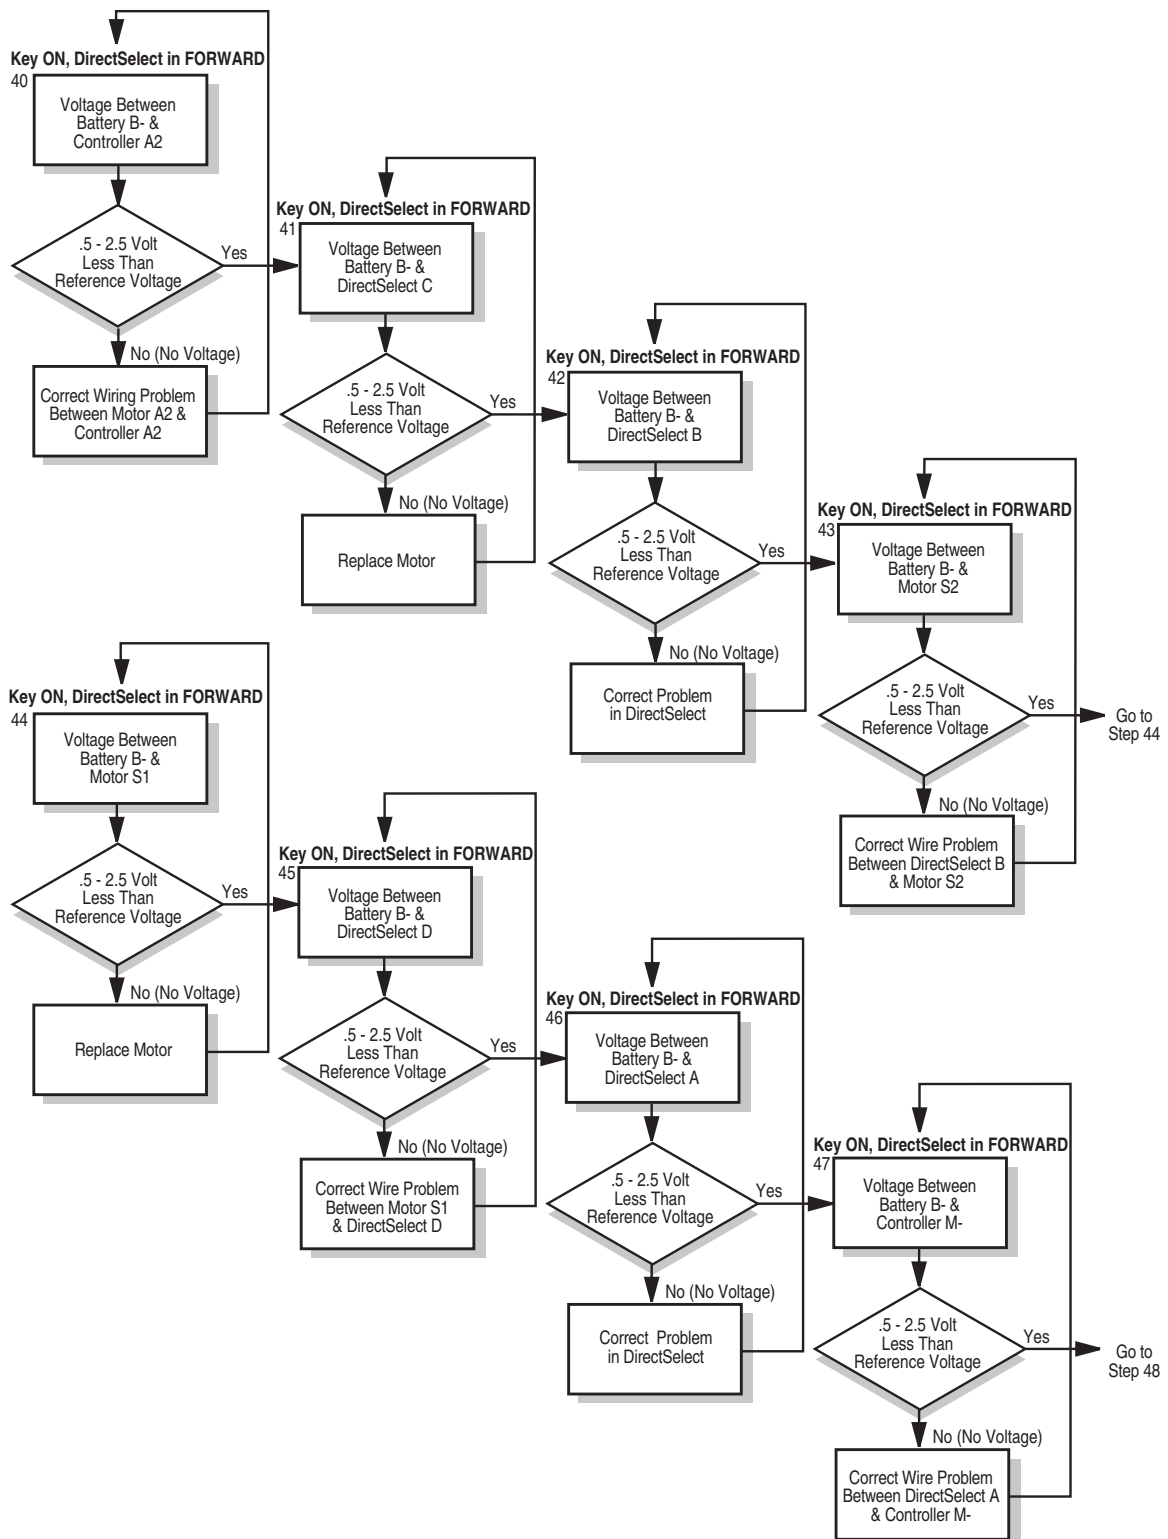 Key ON, DirectSelect in FORWARD
40
Voltage Between
Battery B- &
Controller A2
.5 - 2.5 Volt
Less Than
Reference Voltage
Yes
No (No Voltage)
Correct Wiring Problem
Between Motor A2 &
Controller A2
Key ON, DirectSelect in FORWARD
41
Voltage Between
Battery B- &
DirectSelect C
.5 - 2.5 Volt
Less Than
Reference Voltage
Yes
No (No Voltage)
Replace Motor
Key ON, DirectSelect in FORWARD
42
Voltage Between
Battery B- &
DirectSelect B
.5 - 2.5 Volt
Less Than
Reference Voltage
Yes
No (No Voltage)
Correct Problem
in DirectSelect
Key ON, DirectSelect in FORWARD
43
Voltage Between
Battery B- &
Motor S2
.5 - 2.5 Volt
Less Than
Reference Voltage
Yes
Go to
Step 44
No (No Voltage)
Correct Wire Problem
Between DirectSelect B
& Motor S2
Key ON, DirectSelect in FORWARD
44
Voltage Between
Battery B- &
Motor S1
.5 - 2.5 Volt
Less Than
Reference Voltage
Yes
No (No Voltage)
Replace Motor
Key ON, DirectSelect in FORWARD
45
Voltage Between
Battery B- &
DirectSelect D
.5 - 2.5 Volt
Less Than
Reference Voltage
Yes
No (No Voltage)
Correct Wire Problem
Between Motor S1
& DirectSelect D
Key ON, DirectSelect in FORWARD
46
Voltage Between
Battery B- &
DirectSelect A
.5 - 2.5 Volt
Less Than
Reference Voltage
Yes
No (No Voltage)
Correct Problem
in DirectSelect
Key ON, DirectSelect in FORWARD
47
Voltage Between
Battery B- &
Controller M-
.5 - 2.5 Volt
Less Than
Reference Voltage
Yes
Go to
Step 48
No (No Voltage)
Correct Wire Problem
Between DirectSelect A
& Controller M-